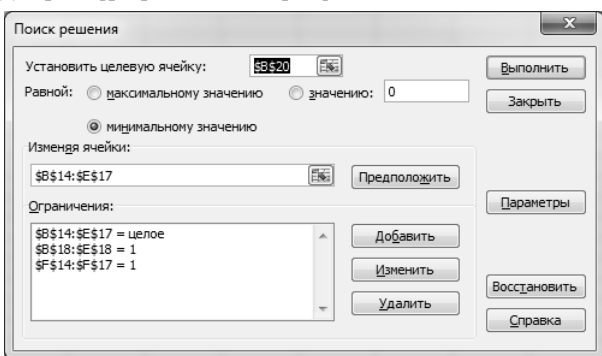 Поиск решения
Установить целевую ячейку: $B$20
Равной: максимальному значению значению: 0
минимальному значению
Изменяя ячейки:
$B$14:$E$17
Предположить
Ограничения:
$B$14:$E$17 = целое
$B$18:$E$18 = 1
$F$14:$F$17 = 1
Добавить
Изменить
Удалить
Выполнить
Закрыть
Параметры
Восстановить
Справка